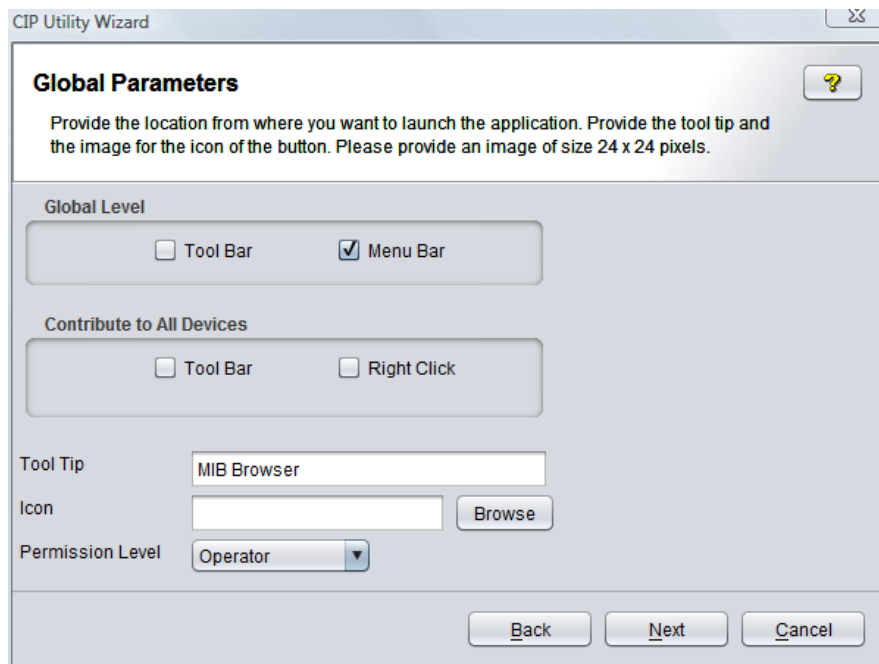 CIP Utility Wizard
Global Parameters
?
Provide the location from where you want to launch the application. Provide the tool tip and
the image for the icon of the button. Please provide an image of size 24 x 24 pixels.
Global Level
Tool Bar Menu Bar
Contribute to All Devices
Tool Bar Right Click
Tool Tip MIB Browser
Icon Browse
Permission Level Operator
Back Next Cancel